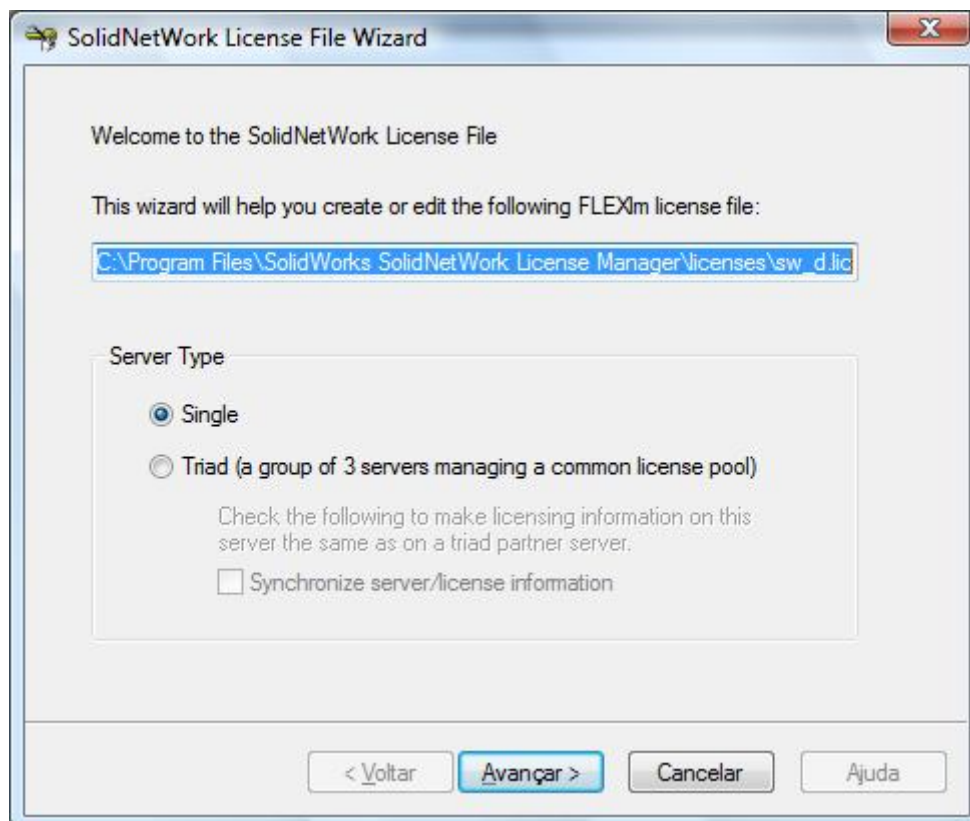 SolidNetWork License File Wizard
Welcome to the SolidNetWork License File
This wizard will help you create or edit the following FLEXlm license file:
C:\Program Files\SolidWorks SolidNetWork License Manager\licenses\sw_d.lic
Server Type
Single
Triad (a group of 3 servers managing a common license pool)
Check the following to make licensing information on this
server the same as on a triad partner server.
Synchronize server/license information
< Voltar Avançar > Cancelar Ajuda